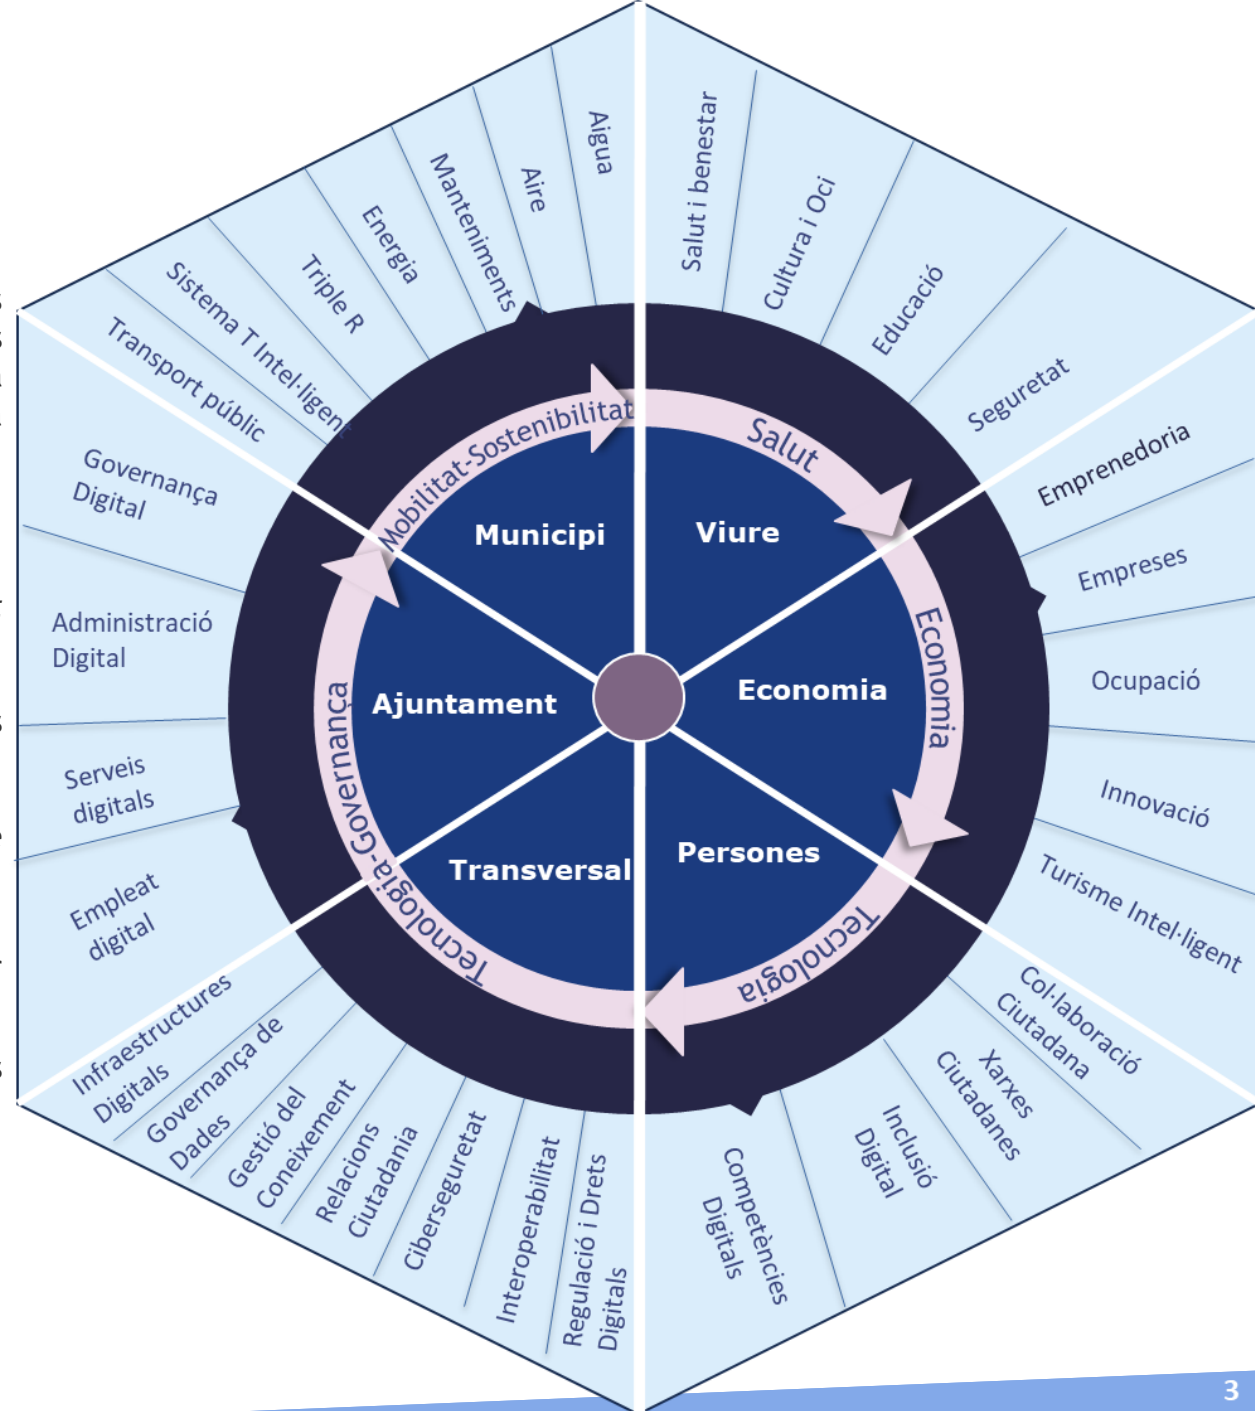 Aigua
Aire
Manteniments
Energia
Triple R
Sistema T Intel·ligent
Transport públic
Salut i benestar
Cultura i Oci
Educació
Seguretat
Emprenedoria
Empreses
Ocupació
Innovació
Turisme Intel·ligent
Col·laboració
Ciutadana
Xarxes
Ciutadanes
Inclusió
Digital
Competències
Digitals
Regulació i Drets
Digitals
Interoperabilitat
Ciberseguretat
Relacions
Ciutadania
Gestió del
Coneixement
Governança de
Dades
Infraestructures
Digitals
Empleat
digital
Serveis
digitals
Administració
Digital
Governança
Digital
Mobilitat-Sostenibilitat
Salut
Economia
Tecnologia
Tecnologia-Governança
Municipi
Viure
Economia
Persones
Transversal
Ajuntament
3